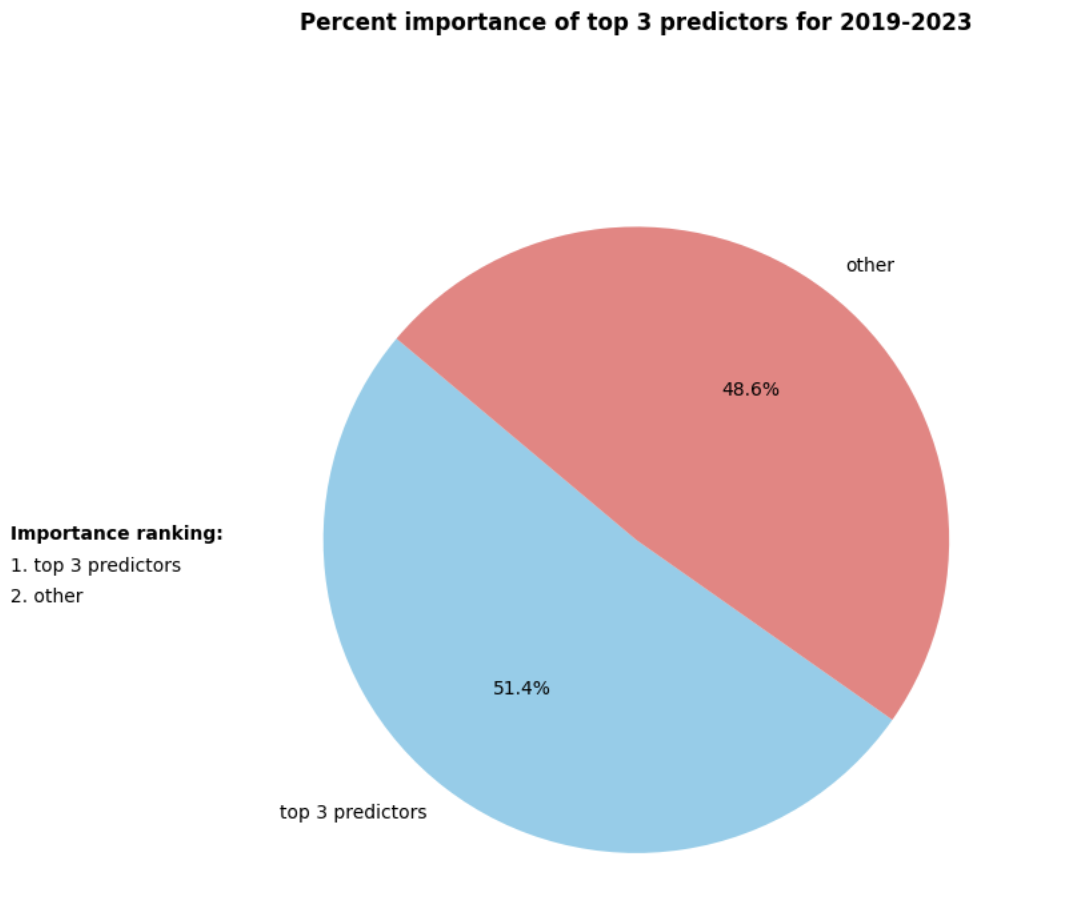 Percent importance of top 3 predictors for 2019-2023
other
48.6%
Importance ranking:
1. top 3 predictors
2. other
51.4%
top 3 predictors